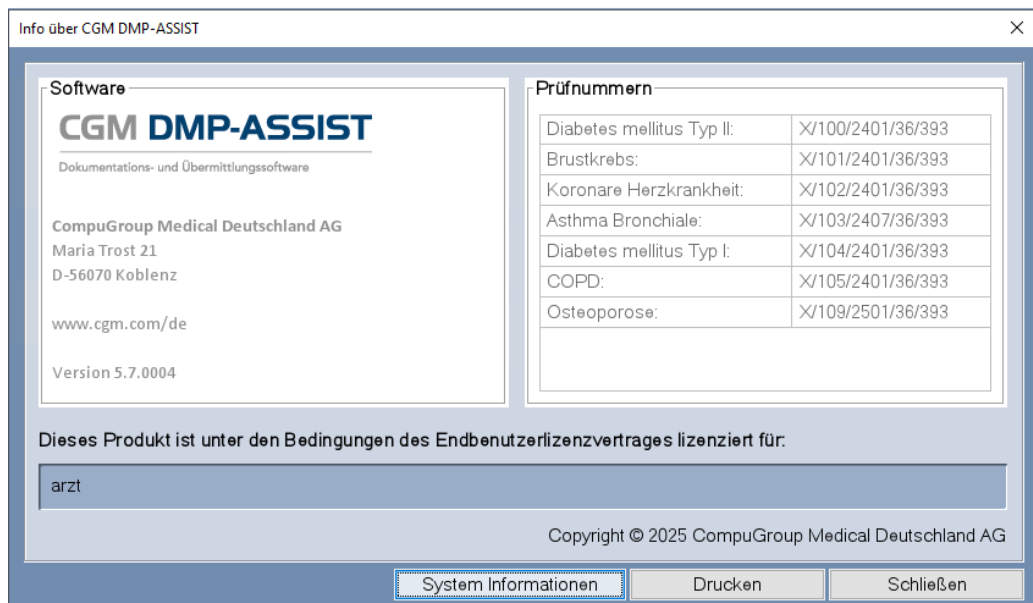 Info über CGM DMP-ASSIST
Software
CGM DMP-ASSIST
Dokumentations- und Übermittlungssoftware
CompuGroup Medical Deutschland AG
Maria Trost 21
D-56070 Koblenz
www.cgm.com/de
Version 5.7.0004
Prüfnummern
Diabetes mellitus Typ II: X/100/2401/36/393
Brustkrebs: X/101/2401/36/393
Koronare Herzkrankheit: X/102/2401/36/393
Asthma Bronchiale: X/103/2407/36/393
Diabetes mellitus Typ I: X/104/2401/36/393
COPD: X/105/2401/36/393
Osteoporose: X/109/2501/36/393
Dieses Produkt ist unter den Bedingungen des Endbenutzerlizenzvertrages lizenziert für:
arzt
Copyright © 2025 CompuGroup Medical Deutschland AG
System Informationen Drucken Schließen